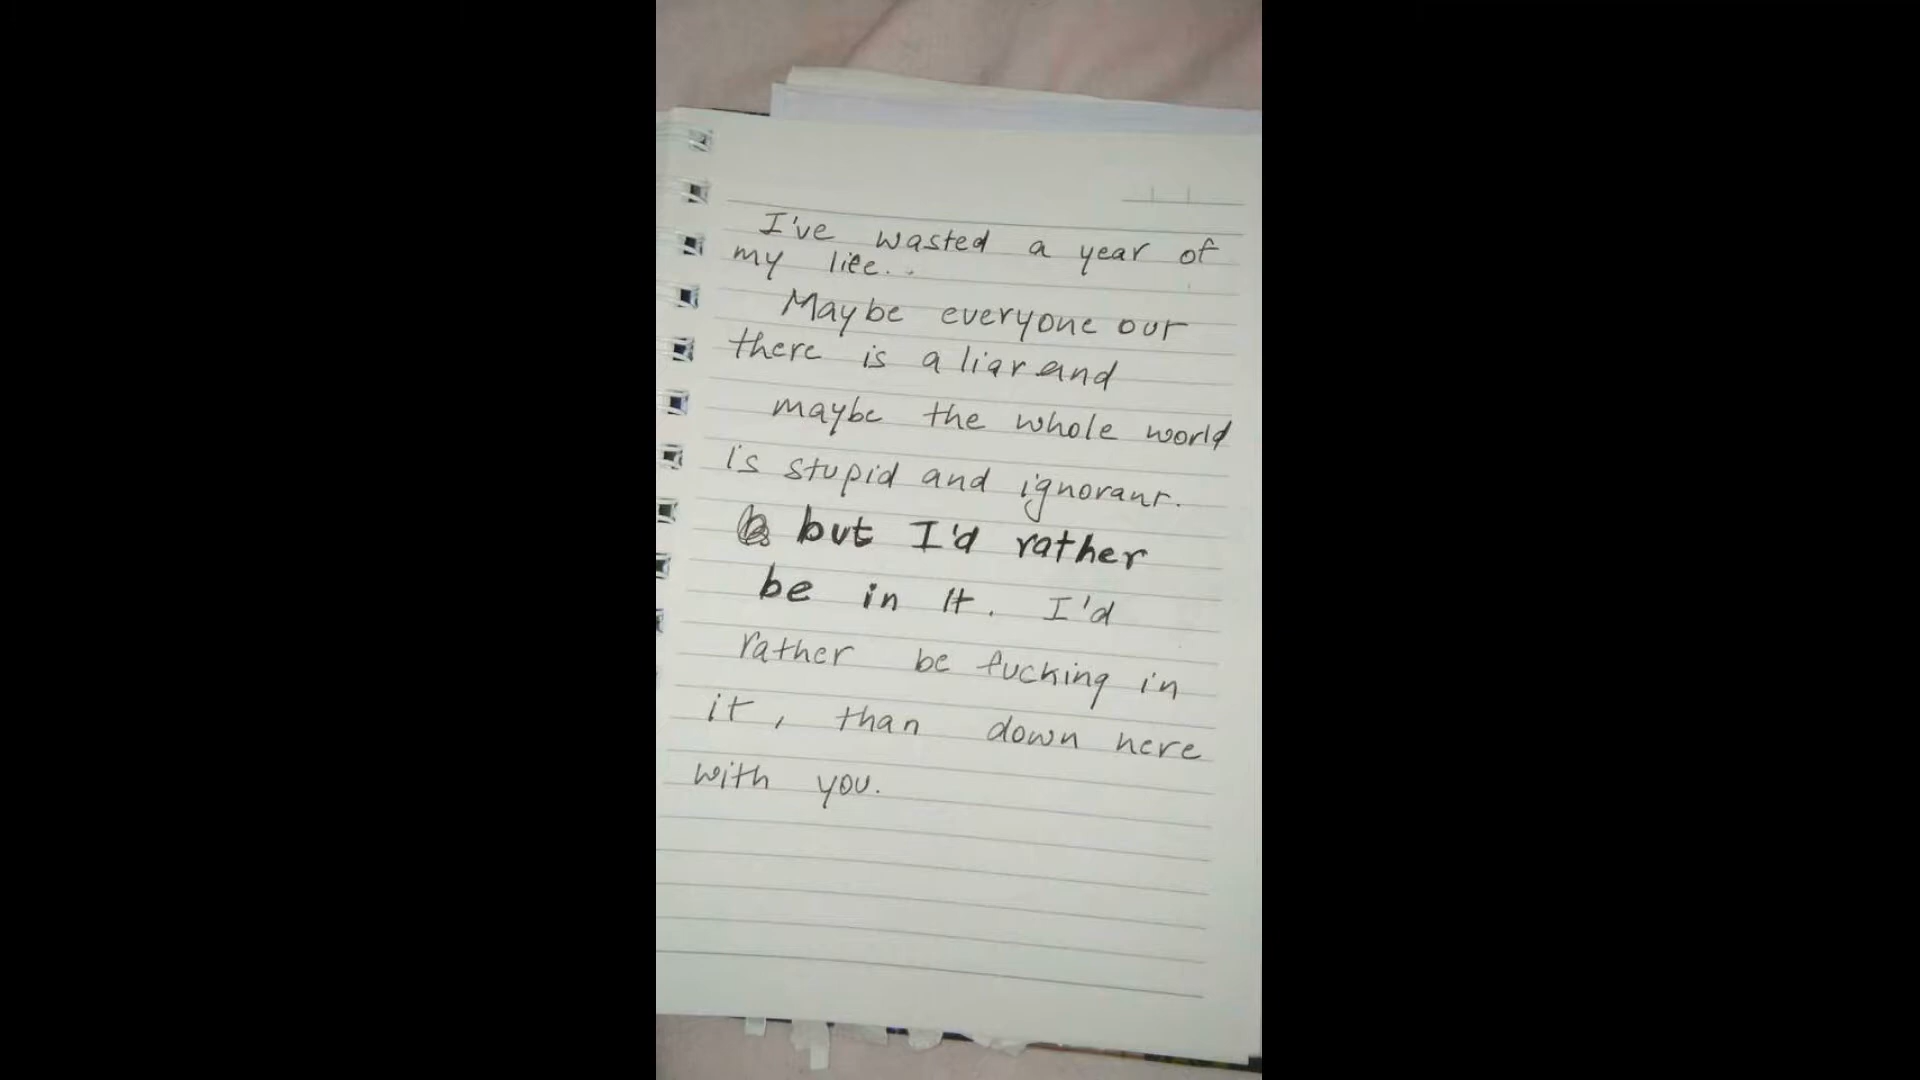 I've wasted a year of
my life..
Maybe everyone out
there is a liar and
maybe the whole world
is stupid and ignorant.
but I'd rather
be in it. I'd
rather be fucking in
it, than down here
with you.